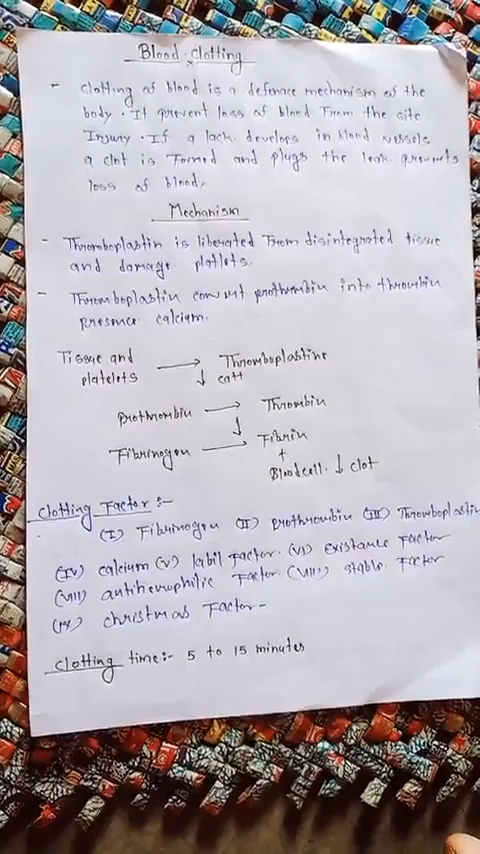 Blood Clotting
- clotting of blood is a defence mechanism of the
body. It prevent loss of blood From the site
Injury. If a lack develops in blood vessels
a clot is Formed and plugs the leak prevents
loss of blood,
Mechanism
- Thromboplastin is liberated From disintegrated tissue
and damage platlets.
- Thromboplastin convert prothrombin into thrombin
presence calcium.
Tissue and platelets → Thromboplastine
↓ ca++
prothrombin → Thrombin
↓
Fibrinogen → Fibrin
+
Bloodcell. ↓ clot
Clotting Factor :-
(I) Fibrinogen (II) prothrombin (III) Thromboplastin
(IV) calcium (V) labil Factor. (VI) existance Factor
(VII) antihemophilic Factor (VIII) stable Factor
(IX) christmas Factor-
Clotting time:- 5 to 15 minutes